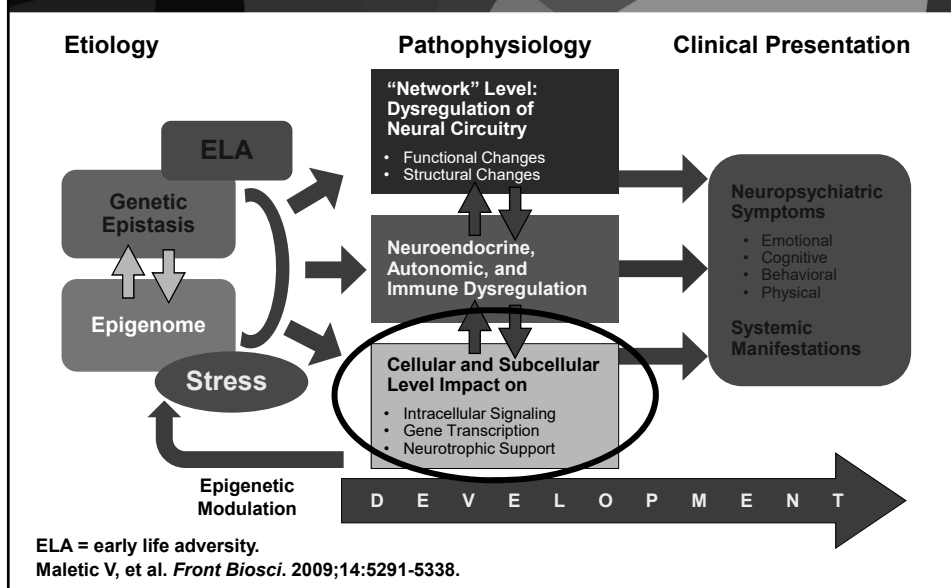 Etiology
Pathophysiology
Clinical Presentation
ELA
Genetic
Epistasis
Epigenome
Stress
Epigenetic
Modulation
“Network” Level:
Dysregulation of
Neural Circuitry
• Functional Changes
• Structural Changes
Neuroendocrine,
Autonomic, and
Immune Dysregulation
Cellular and Subcellular
Level Impact on
• Intracellular Signaling
• Gene Transcription
• Neurotrophic Support
Neuropsychiatric
Symptoms
• Emotional
• Cognitive
• Behavioral
• Physical
Systemic
Manifestations
D E V E L O P M E N T
ELA = early life adversity.
Maletic V, et al. Front Biosci. 2009;14:5291-5338.